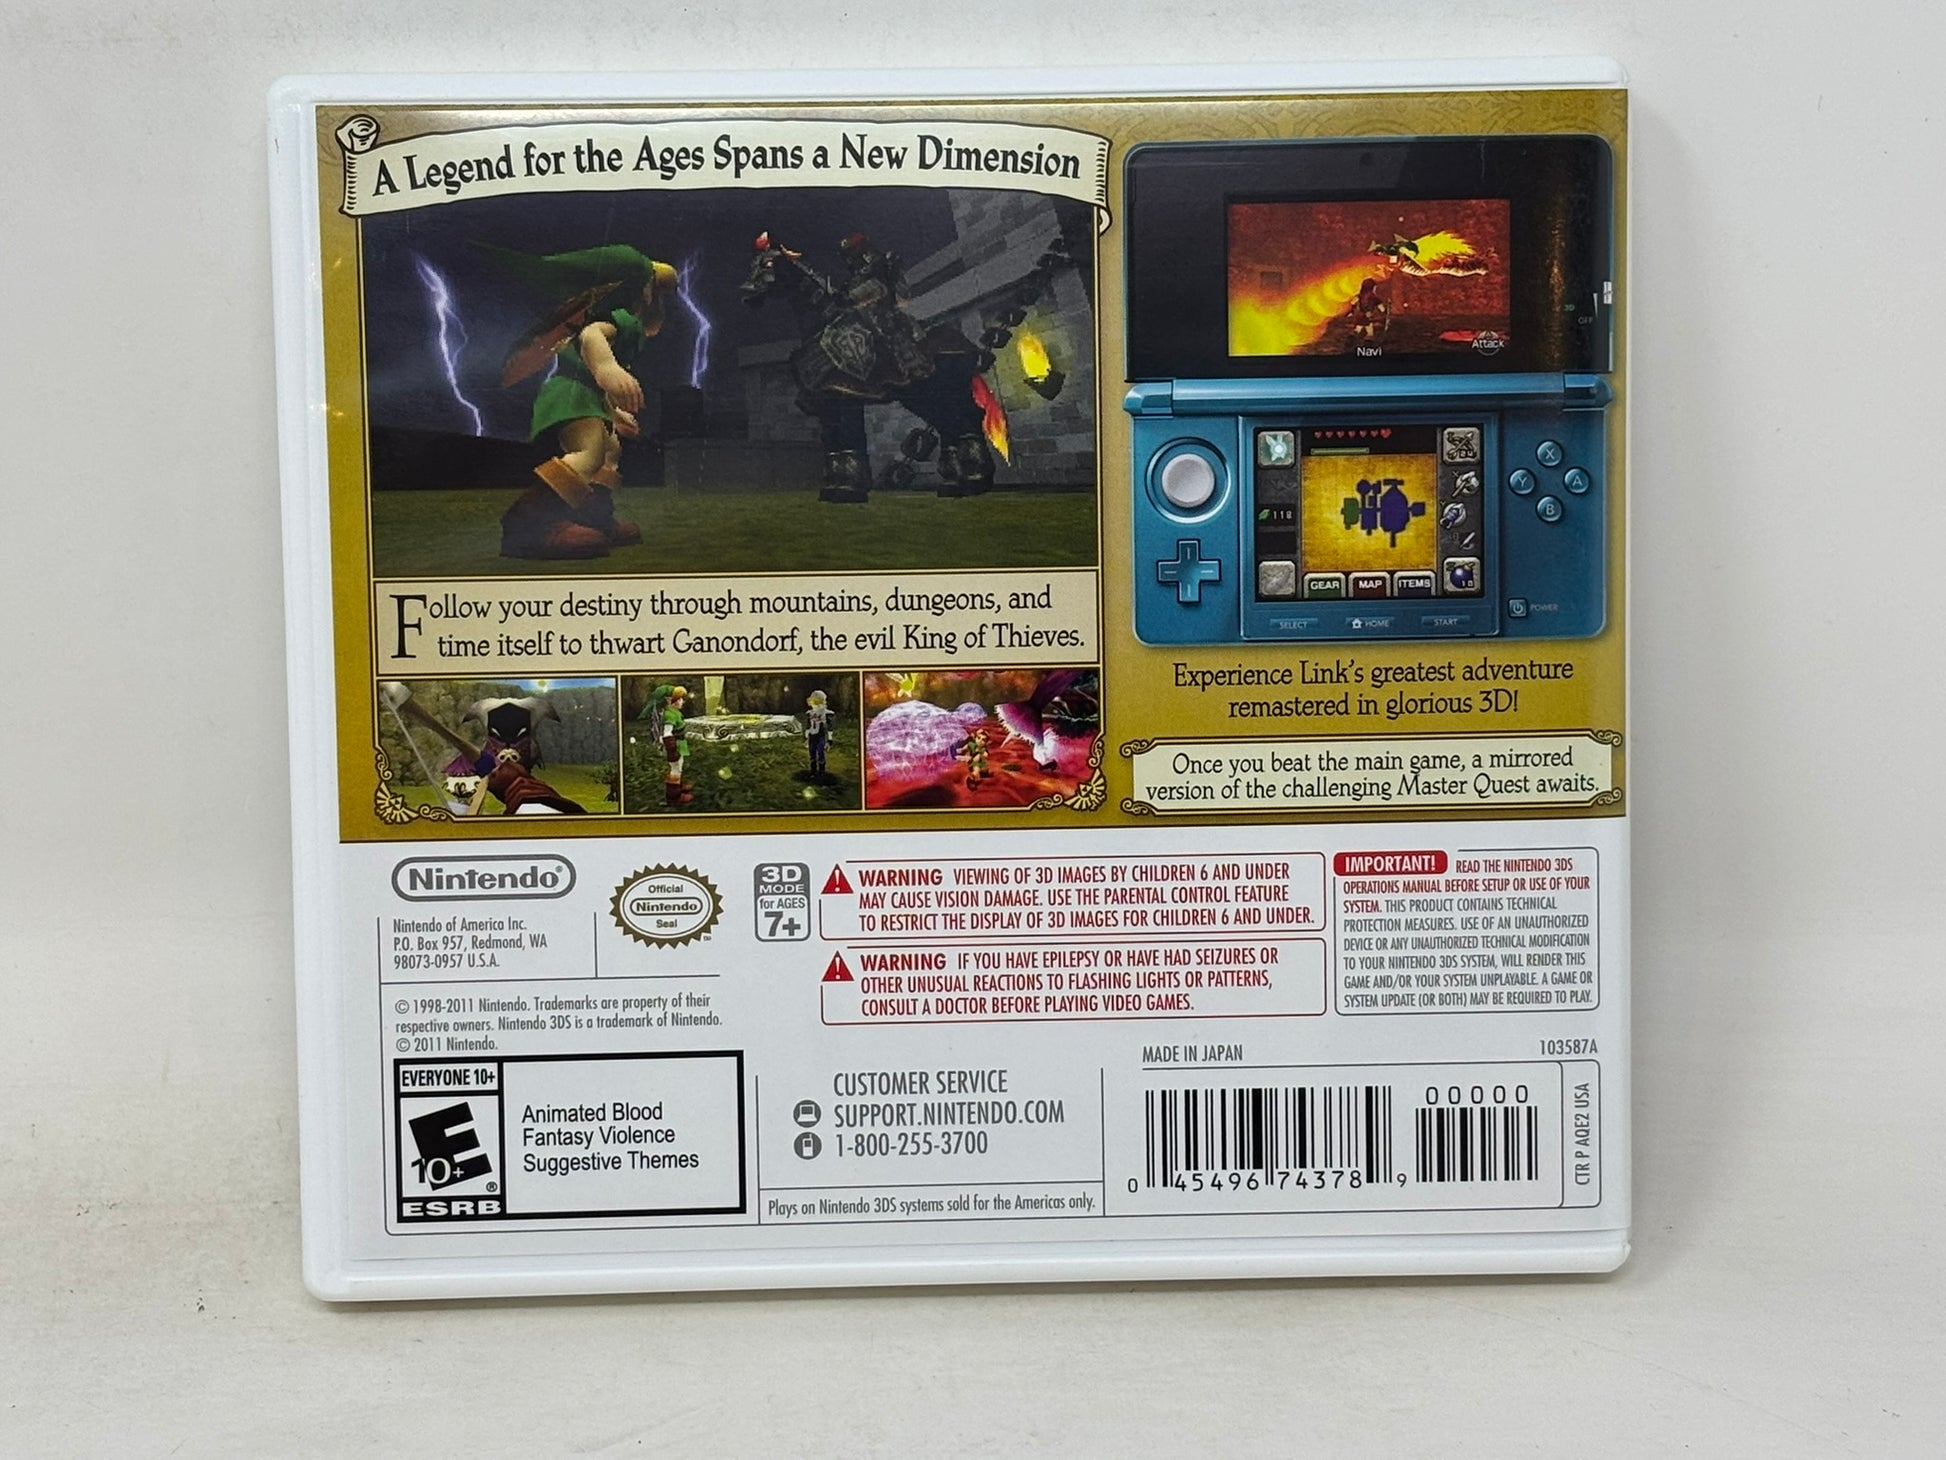 A Legend for the Ages Spans a New Dimension
Follow your destiny through mountains, dungeons, and
time itself to thwart Ganondorf, the evil King of Thieves.
Navi
Attack
3D
OFF
118
GEAR
MAP
ITEMS
X
Y
A
B
SELECT
HOME
START
POWER
Experience Link's greatest adventure
remastered in glorious 3D!
Once you beat the main game, a mirrored
version of the challenging Master Quest awaits.
Nintendo®
Nintendo of America Inc.
P.O. Box 957, Redmond, WA
98073-0957 U.S.A.
Official
Nintendo
Seal
TM
3D
MODE
for AGES
7+
WARNING VIEWING OF 3D IMAGES BY CHILDREN 6 AND UNDER
MAY CAUSE VISION DAMAGE. USE THE PARENTAL CONTROL FEATURE
TO RESTRICT THE DISPLAY OF 3D IMAGES FOR CHILDREN 6 AND UNDER.
WARNING IF YOU HAVE EPILEPSY OR HAVE HAD SEIZURES OR
OTHER UNUSUAL REACTIONS TO FLASHING LIGHTS OR PATTERNS,
CONSULT A DOCTOR BEFORE PLAYING VIDEO GAMES.
IMPORTANT! READ THE NINTENDO 3DS
OPERATIONS MANUAL BEFORE SETUP OR USE OF YOUR
SYSTEM. THIS PRODUCT CONTAINS TECHNICAL
PROTECTION MEASURES. USE OF AN UNAUTHORIZED
DEVICE OR ANY UNAUTHORIZED TECHNICAL MODIFICATION
TO YOUR NINTENDO 3DS SYSTEM, WILL RENDER THIS
GAME AND/OR YOUR SYSTEM UNPLAYABLE. A GAME OR
SYSTEM UPDATE (OR BOTH) MAY BE REQUIRED TO PLAY.
© 1998-2011 Nintendo. Trademarks are property of their
respective owners. Nintendo 3DS is a trademark of Nintendo.
© 2011 Nintendo.
EVERYONE 10+
E
10+
®
ESRB
Animated Blood
Fantasy Violence
Suggestive Themes
CUSTOMER SERVICE
SUPPORT.NINTENDO.COM
1-800-255-3700
Plays on Nintendo 3DS systems sold for the Americas only.
MADE IN JAPAN
103587A
00000
0 45496 74378 9
CTR P AQE2 USA